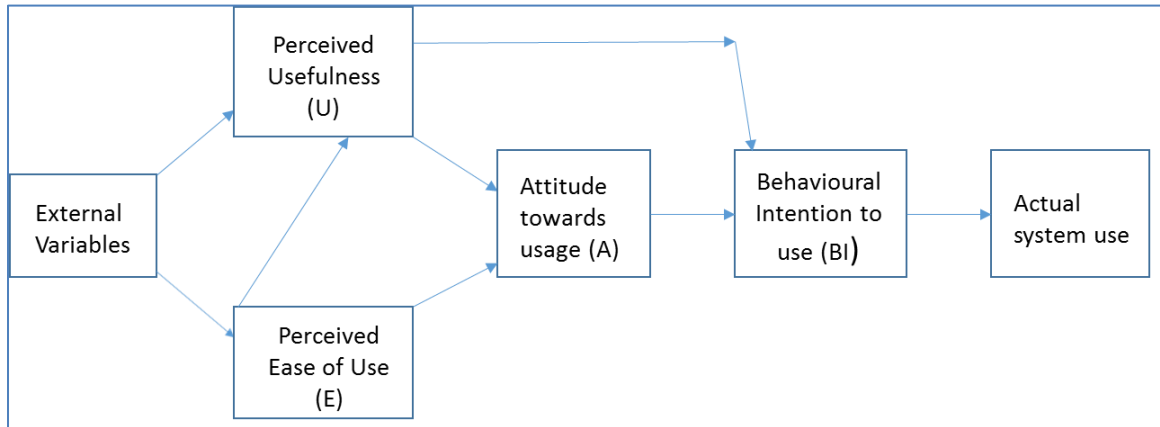 Perceived
Usefulness
(U)
External
Variables
Perceived
Ease of Use
(E)
Attitude
towards
usage (A)
Behavioural
Intention to
use (BI)
Actual
system use